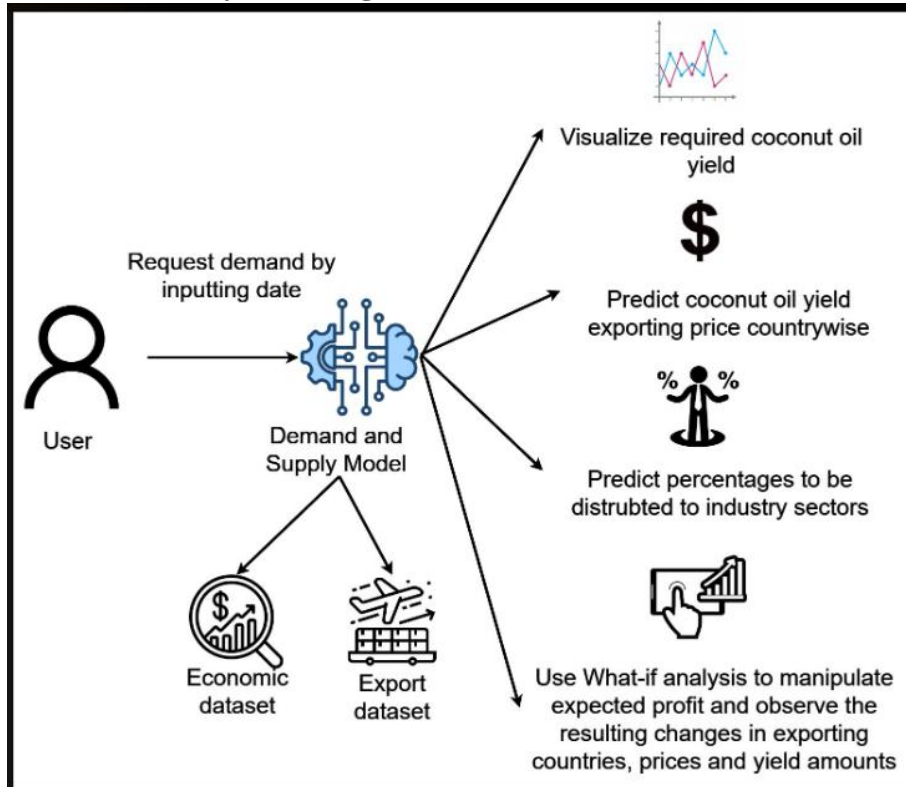 Visualize required coconut oil
yield
$
Request demand by
inputting date
Predict coconut oil yield
exporting price countrywise
% %
User
Demand and
Supply Model
Predict percentages to be
distrubted to industry sectors
$
Economic
dataset
Export
dataset
Use What-if analysis to manipulate
expected profit and observe the
resulting changes in exporting
countries, prices and yield amounts